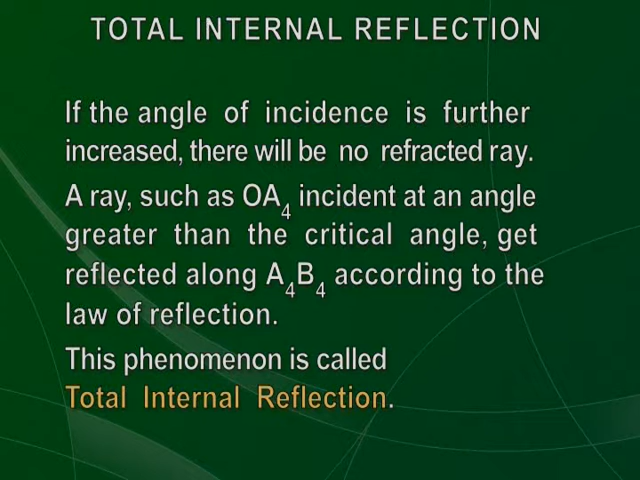 TOTAL INTERNAL REFLECTION
If the angle of incidence is further
increased, there will be no refracted ray.
A ray, such as OA₄ incident at an angle
greater than the critical angle, get
reflected along A₄B₄ according to the
law of reflection.
This phenomenon is called
Total Internal Reflection.